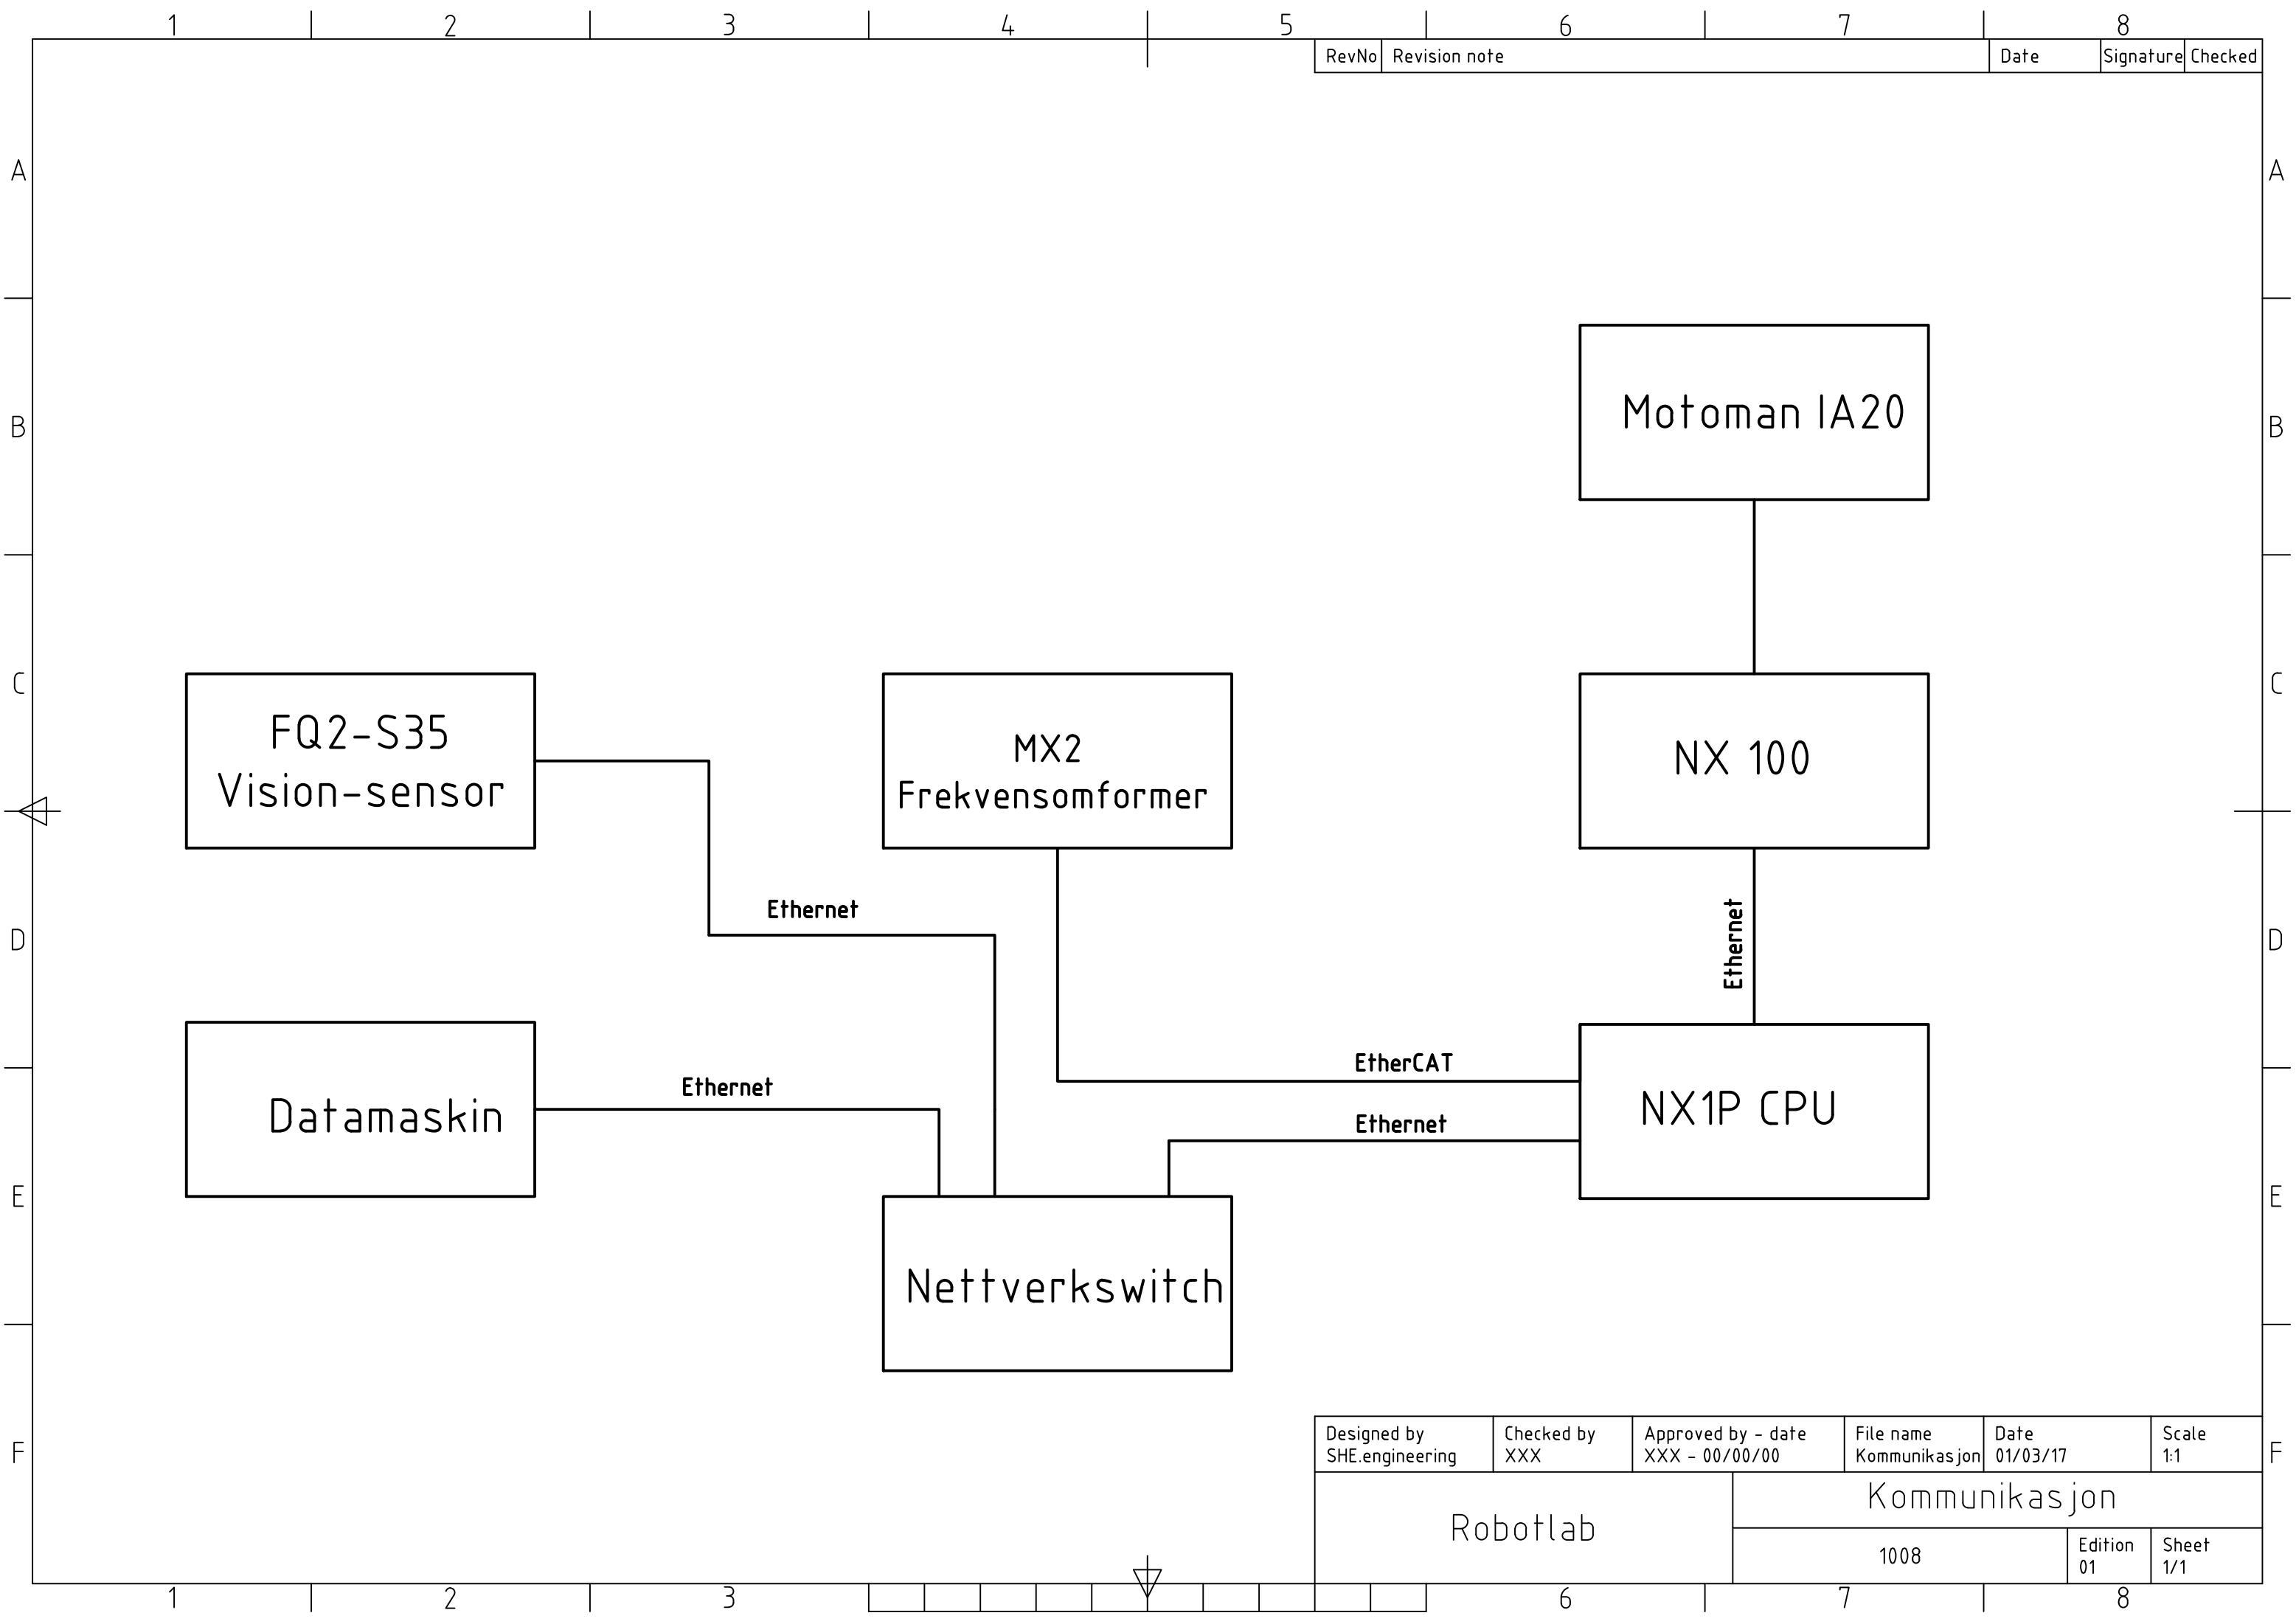 1 2 3 4 5 6 7 8
RevNo Revision note Date Signature Checked
A A
B B
Motoman IA20
C C
FQ2-S35
Vision-sensor
MX2
Frekvensomformer
NX 100
D D
Ethernet
Ethernet
EtherCAT
Ethernet
Ethernet
Datamaskin
NX1P CPU
E E
Nettverkswitch
F F
Designed by
SHE.engineering
Checked by
XXX
Approved by - date
XXX - 00/00/00
File name
Kommunikasjon
Date
01/03/17
Scale
1:1
Robotlab
Kommunikasjon
1008
Edition
01
Sheet
1/1
1 2 3 6 7 8